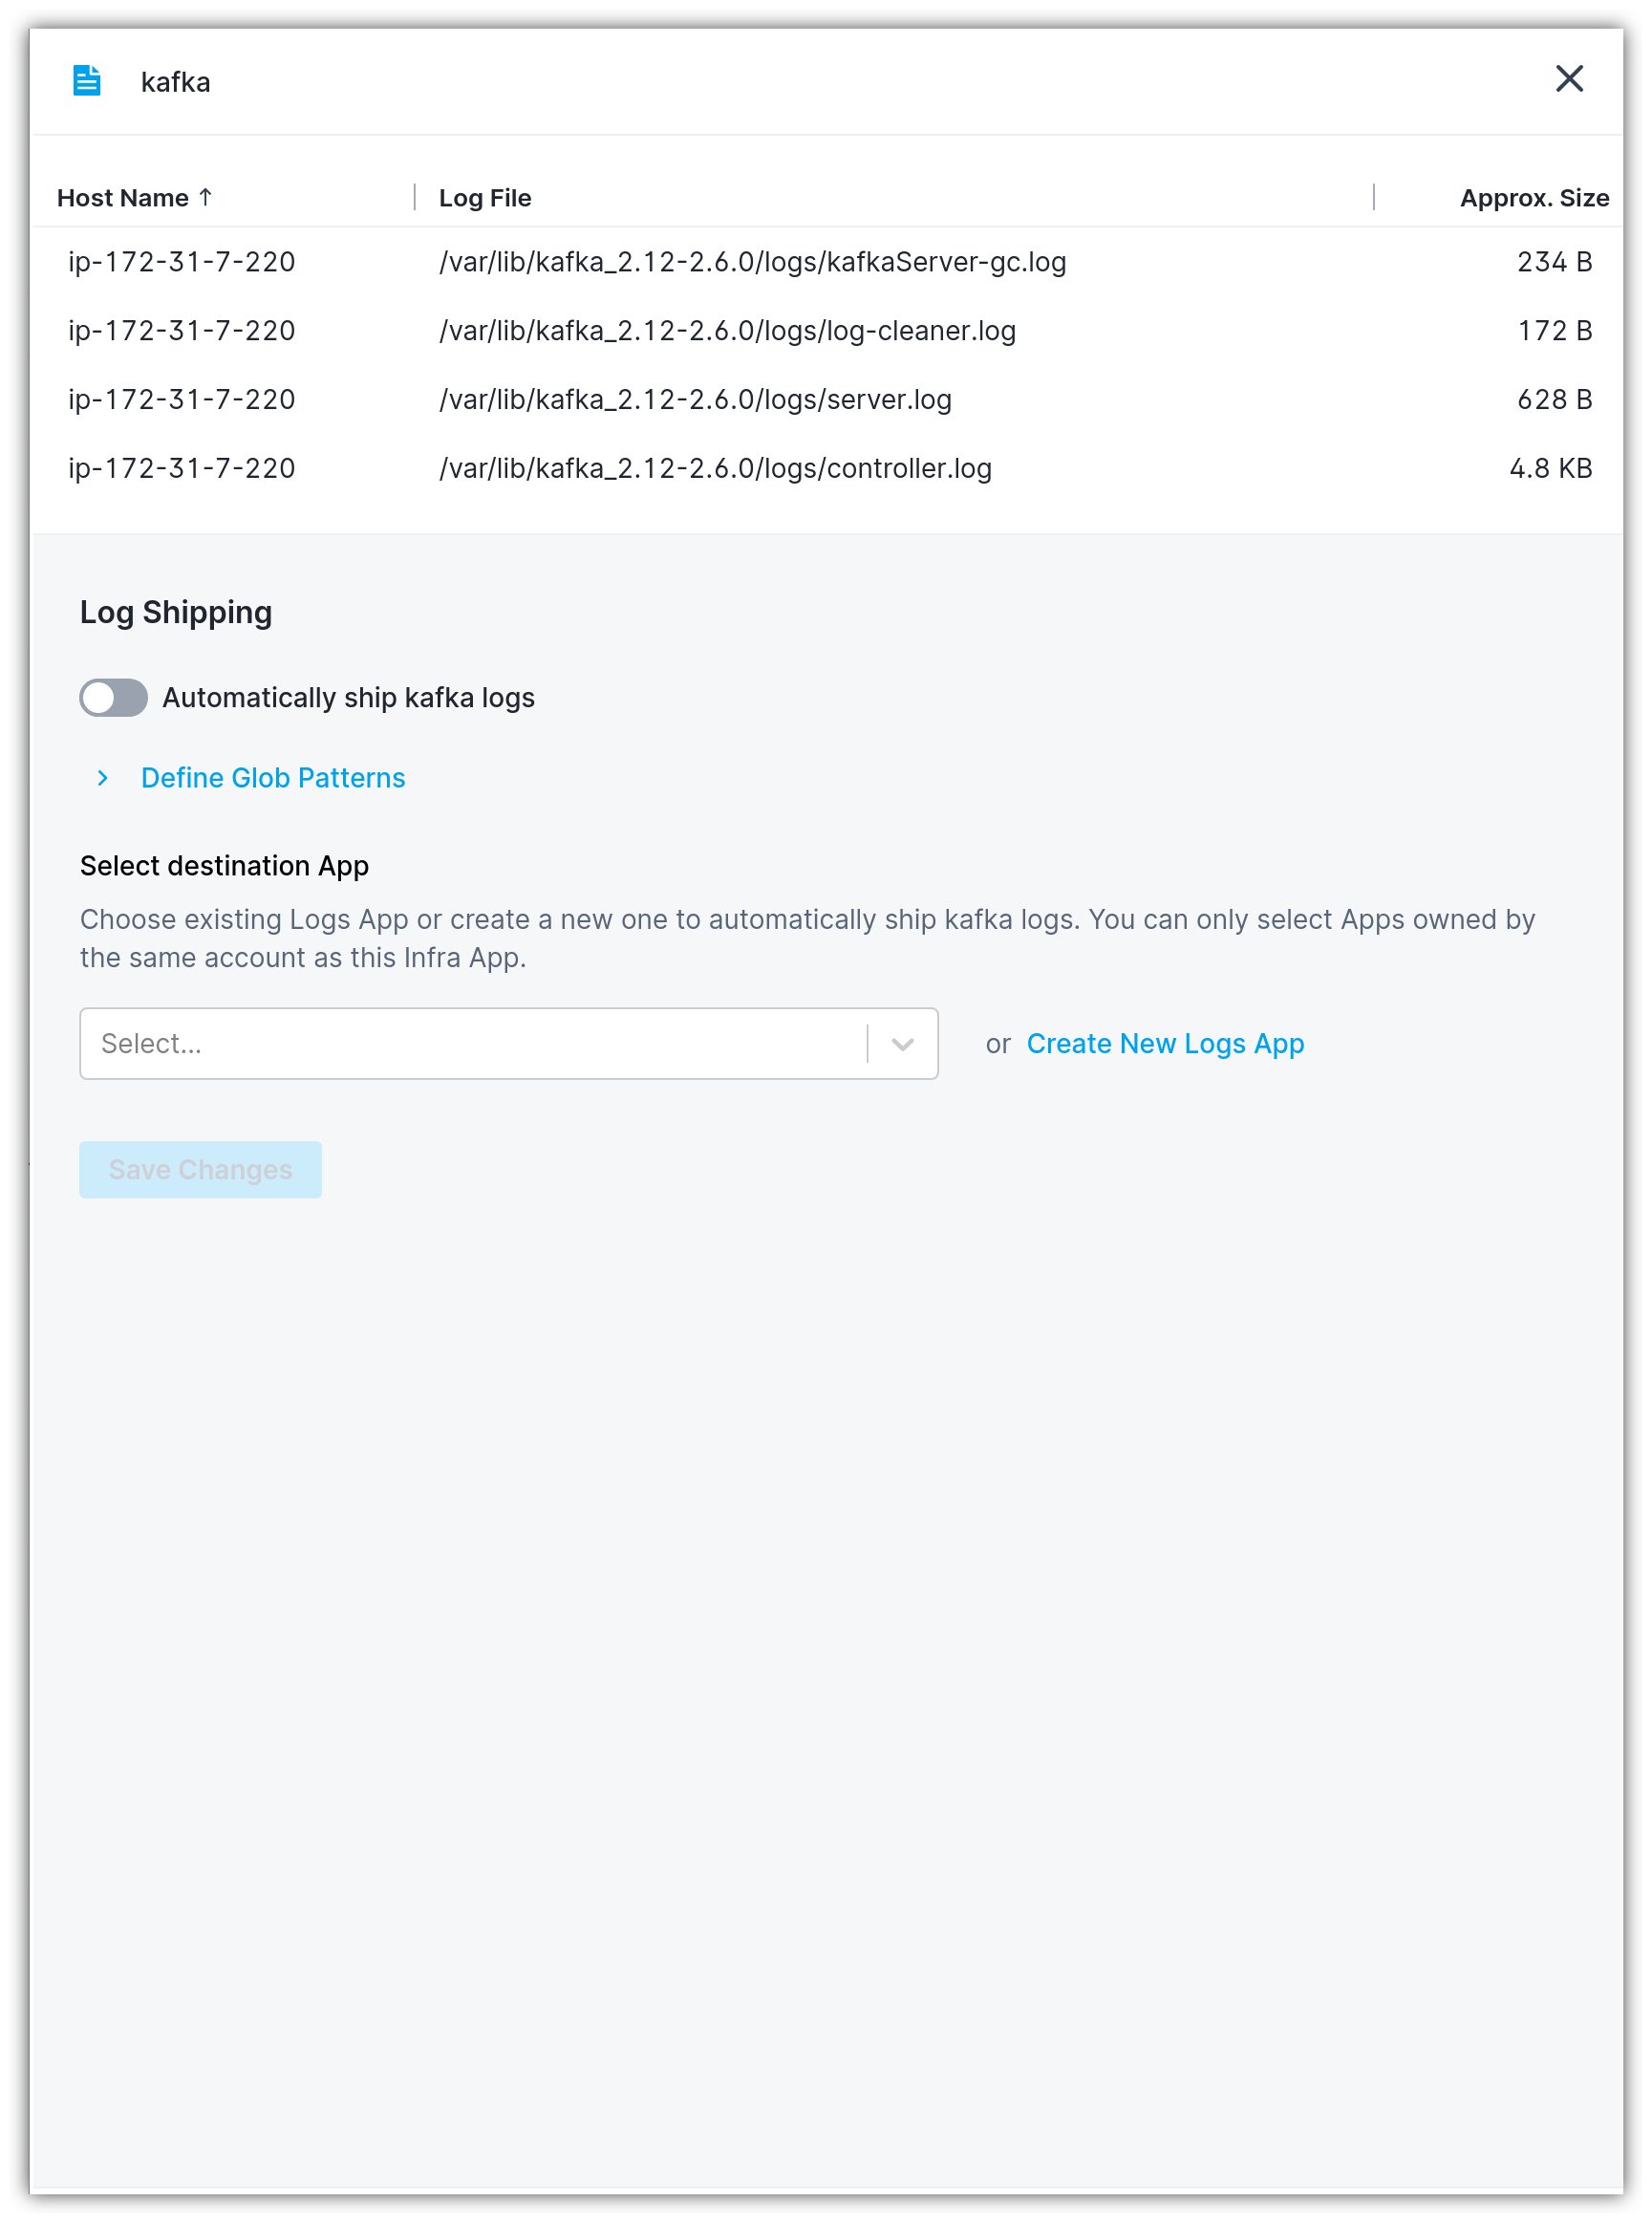 kafka
Host Name ↑ Log File Approx. Size
ip-172-31-7-220 /var/lib/kafka_2.12-2.6.0/logs/kafkaServer-gc.log 234 B
ip-172-31-7-220 /var/lib/kafka_2.12-2.6.0/logs/log-cleaner.log 172 B
ip-172-31-7-220 /var/lib/kafka_2.12-2.6.0/logs/server.log 628 B
ip-172-31-7-220 /var/lib/kafka_2.12-2.6.0/logs/controller.log 4.8 KB
Log Shipping
Automatically ship kafka logs
Define Glob Patterns
Select destination App
Choose existing Logs App or create a new one to automatically ship kafka logs. You can only select Apps owned by
the same account as this Infra App.
Select... or Create New Logs App
Save Changes